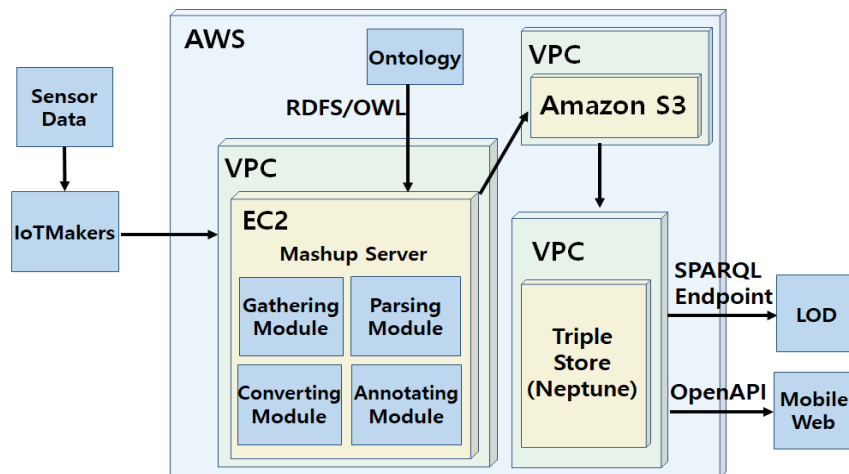 AWS
Ontology
VPC
Amazon S3
Sensor
Data
RDFS/OWL
VPC
IoTMakers
EC2
Mashup Server
Gathering
Module
Parsing
Module
Converting
Module
Annotating
Module
VPC
Triple
Store
(Neptune)
SPARQL
Endpoint
LOD
OpenAPI
Mobile
Web